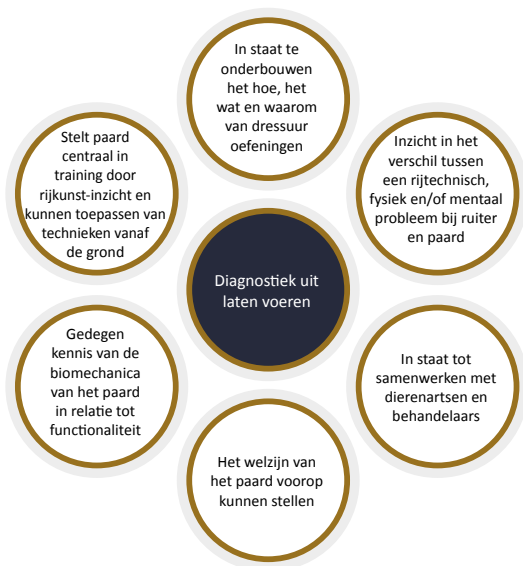 In staat te
onderbouwen
het hoe, het
wat en waarom
van dressuur
oefeningen
Stelt paard
centraal in
training door
rijkunst-inzicht en
kunnen toepassen van
technieken vanaf
de grond
Inzicht in het
verschil tussen
een rijtechnisch,
fysiek en/of mentaal
probleem bij ruiter
en paard
Diagnostiek uit
laten voeren
Gedegen
kennis van de
biomechanica
van het paard
in relatie tot
functionaliteit
In staat tot
samenwerken met
dierenartsen en
behandelaars
Het welzijn van
het paard voorop
kunnen stellen